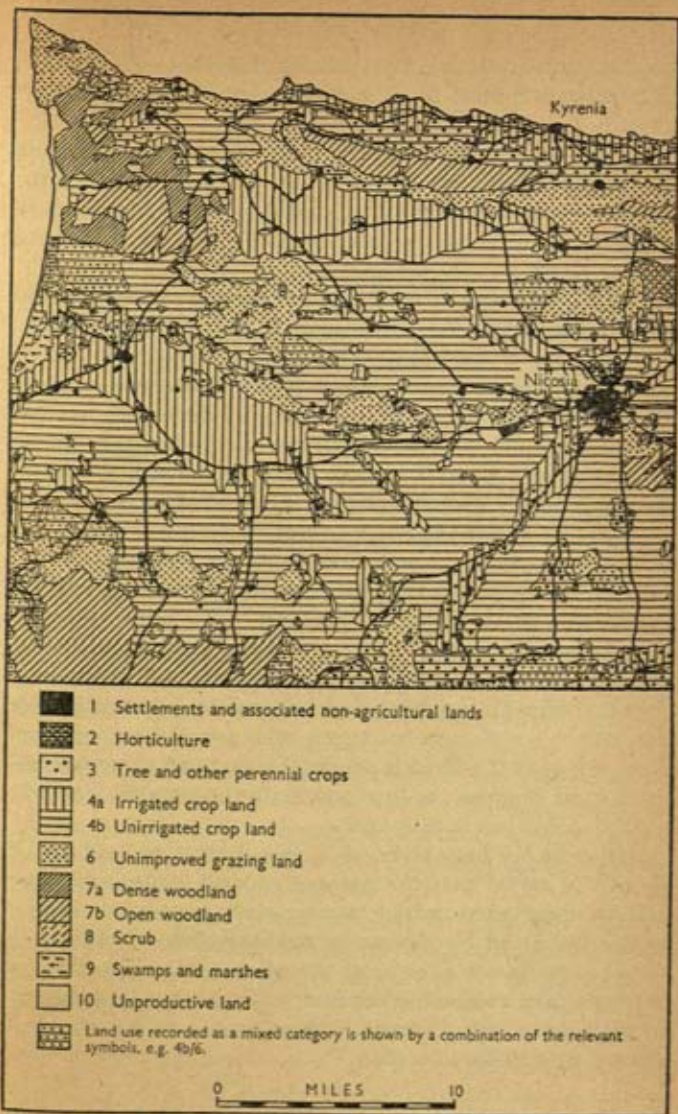 Kyrenia
Nicosia
1 Settlements and associated non-agricultural lands
2 Horticulture
3 Tree and other perennial crops
4a Irrigated crop land
4b Unirrigated crop land
6 Unimproved grazing land
7a Dense woodland
7b Open woodland
8 Scrub
9 Swamps and marshes
10 Unproductive land
Land use recorded as a mixed category is shown by a combination of the relevant
symbols, e.g. 4b/6.
0 MILES 10